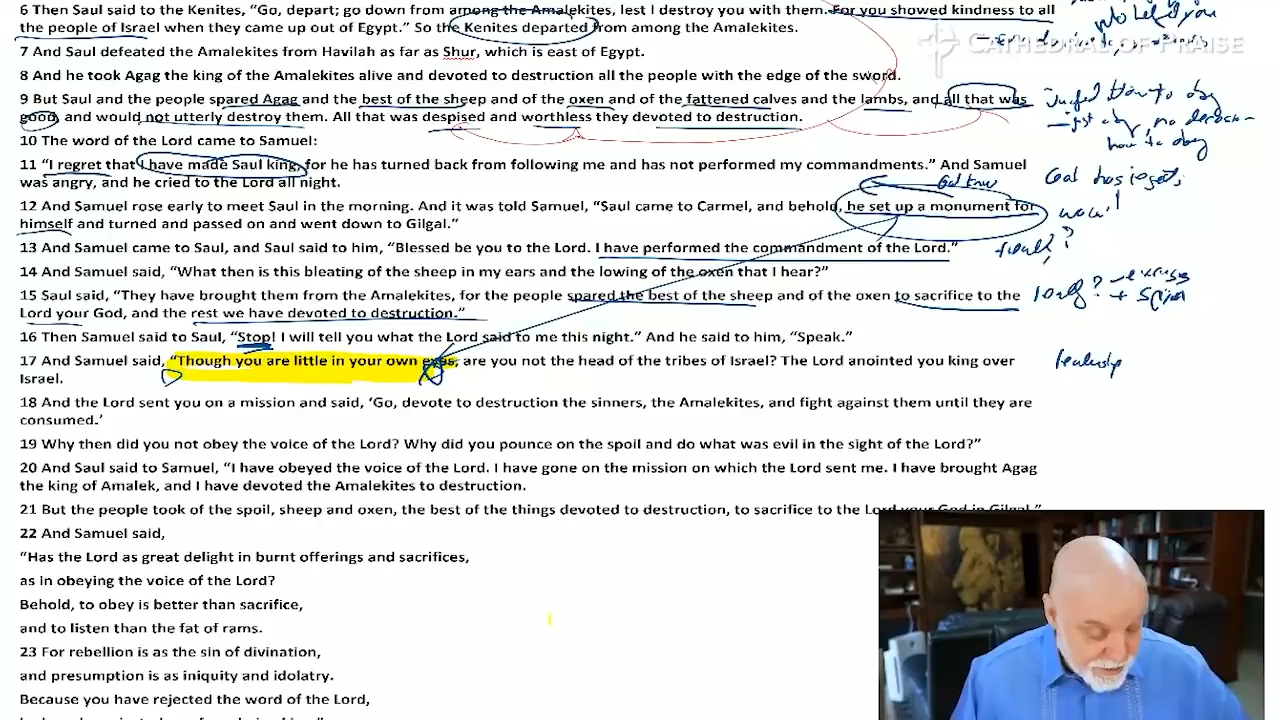 6 Then Saul said to the Kenites, “Go, depart; go down from among the Amalekites, lest I destroy you with them. For you showed kindness to all
the people of Israel when they came up out of Egypt.” So the Kenites departed from among the Amalekites.
who helped you
CATHEDRAL OF PRAISE
7 And Saul defeated the Amalekites from Havilah as far as Shur, which is east of Egypt.
8 And he took Agag the king of the Amalekites alive and devoted to destruction all the people with the edge of the sword.
9 But Saul and the people spared Agag and the best of the sheep and of the oxen and of the fattened calves and the lambs, and all that was
good, and would not utterly destroy them. All that was despised and worthless they devoted to destruction.
how to obey
how to obey
10 The word of the Lord came to Samuel:
11 “I regret that I have made Saul king, for he has turned back from following me and has not performed my commandments.” And Samuel
was angry, and he cried to the Lord all night.
God has regrets
God knew
12 And Samuel rose early to meet Saul in the morning. And it was told Samuel, “Saul came to Carmel, and behold, he set up a monument for
himself and turned and passed on and went down to Gilgal.”
wow!
13 And Samuel came to Saul, and Saul said to him, “Blessed be you to the Lord. I have performed the commandment of the Lord.”
really?
14 And Samuel said, “What then is this bleating of the sheep in my ears and the lowing of the oxen that I hear?”
15 Saul said, “They have brought them from the Amalekites, for the people spared the best of the sheep and of the oxen to sacrifice to the
Lord your God, and the rest we have devoted to destruction.”
16 Then Samuel said to Saul, “Stop! I will tell you what the Lord said to me this night.” And he said to him, “Speak.”
17 And Samuel said, “Though you are little in your own eyes, are you not the head of the tribes of Israel? The Lord anointed you king over
Israel.
leadership
18 And the Lord sent you on a mission and said, ‘Go, devote to destruction the sinners, the Amalekites, and fight against them until they are
consumed.’
19 Why then did you not obey the voice of the Lord? Why did you pounce on the spoil and do what was evil in the sight of the Lord?”
20 And Saul said to Samuel, “I have obeyed the voice of the Lord. I have gone on the mission on which the Lord sent me. I have brought Agag
the king of Amalek, and I have devoted the Amalekites to destruction.
21 But the people took of the spoil, sheep and oxen, the best of the things devoted to destruction, to sacrifice to the Lord your God in Gilgal.”
22 And Samuel said,
“Has the Lord as great delight in burnt offerings and sacrifices,
as in obeying the voice of the Lord?
Behold, to obey is better than sacrifice,
and to listen than the fat of rams.
23 For rebellion is as the sin of divination,
and presumption is as iniquity and idolatry.
Because you have rejected the word of the Lord,